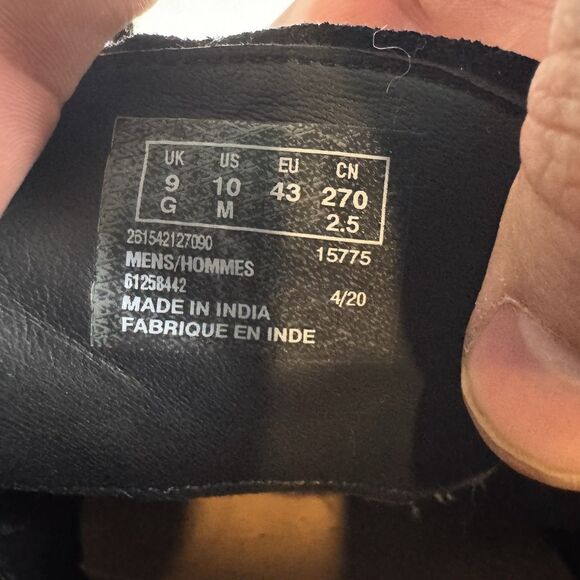 UK US EU CN
9 10 43 270
G M 2.5
261542127090 15775
MENS/HOMMES
61258442 4/20
MADE IN INDIA
FABRIQUE EN INDE